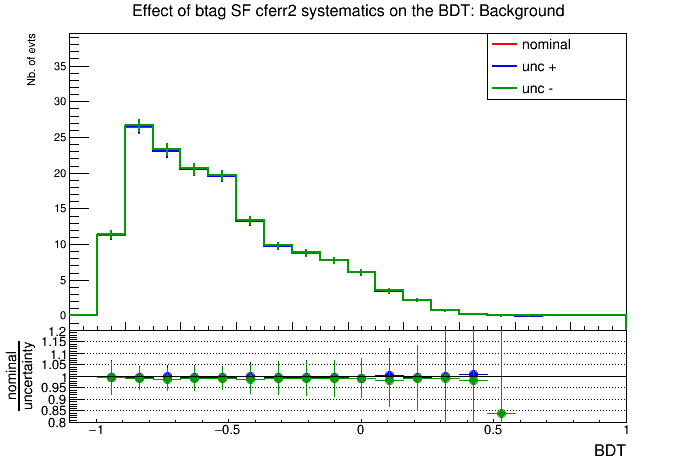 Effect of btag SF cferr2 systematics on the BDT: Background
Nb. of evts
nominal
unc +
unc -
35
30
25
20
15
10
5
0
nominal
uncertainty
1.2
1.15
1.1
1.05
1
0.95
0.9
0.85
0.8
−1
−0.5
0
0.5
1
BDT